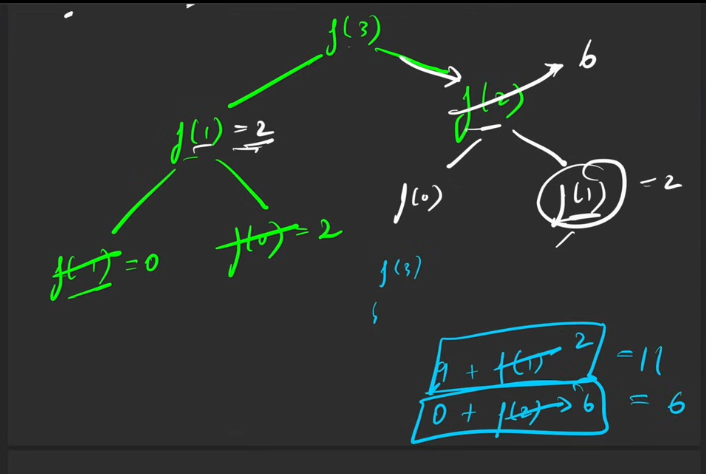 f(3)
6
f(1) = 2
f(2)
f(0)
f(1) = 2
f(-1) = 0
f(0) = 2
f(3)
9 + f(1) 2 = 11
0 + f(2) → 6 = 6